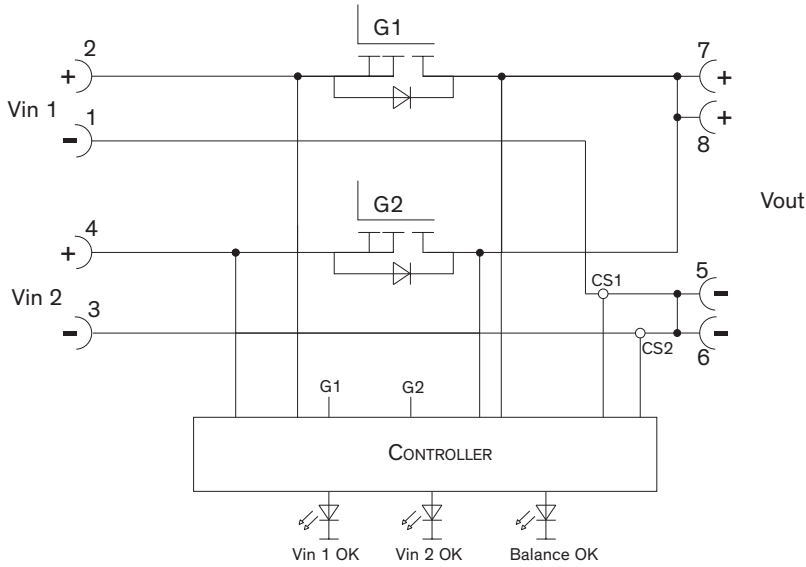 G1
2
7
+
+
Vin 1
1
+
-
8
G2
Vout
4
+
5
CS1
-
Vin 2
3
-
-
CS2
6
G1
G2
CONTROLLER
Vin 1 OK
Vin 2 OK
Balance OK